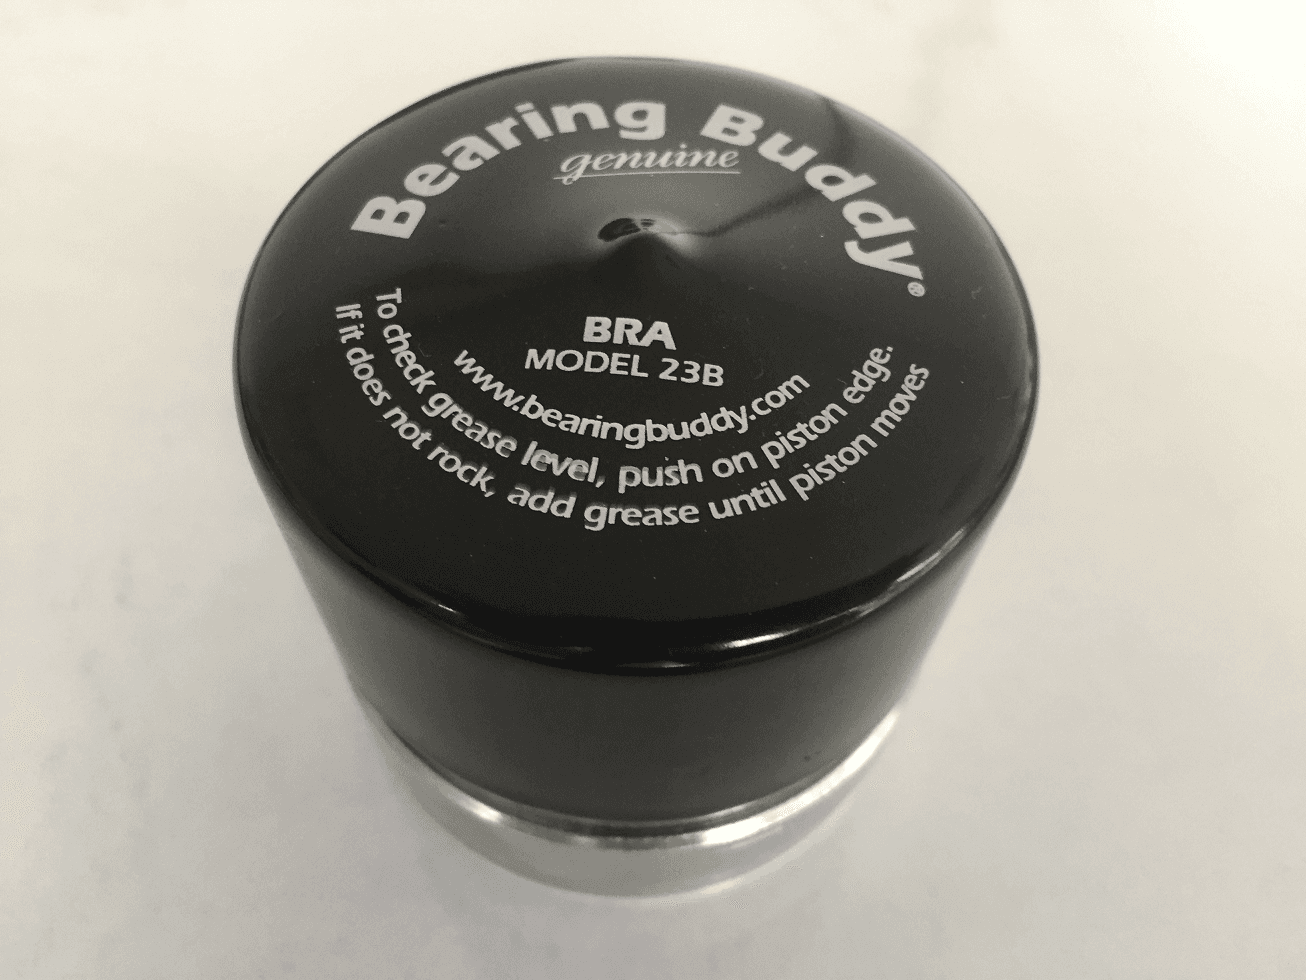 Bearing Buddy®
genuine
BRA
MODEL 23B
www.bearingbuddy.com
To check grease level, push on piston edge.
If it does not rock, add grease until piston moves